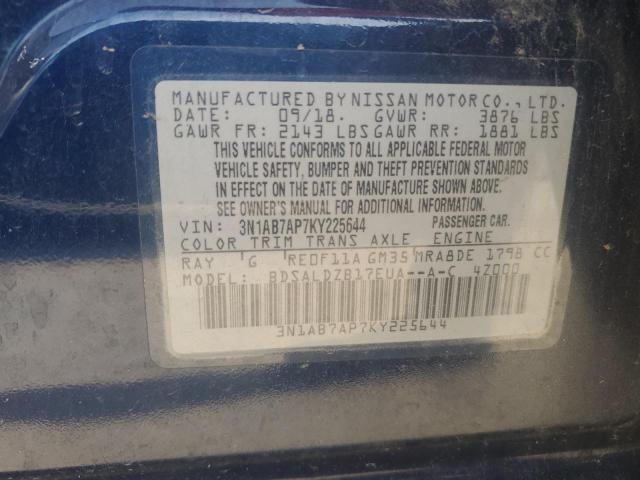 MANUFACTURED BY NISSAN MOTOR CO., LTD.
DATE: 09/18. GVWR: 3876 LBS
GAWR FR: 2143 LBS GAWR RR: 1881 LBS
THIS VEHICLE CONFORMS TO ALL APPLICABLE FEDERAL MOTOR
VEHICLE SAFETY, BUMPER AND THEFT PREVENTION STANDARDS
IN EFFECT ON THE DATE OF MANUFACTURE SHOWN ABOVE.
SEE OWNER'S MANUAL FOR ADDITIONAL INFORMATION.
VIN: 3N1AB7AP7KY225644 PASSENGER CAR.
COLOR TRIM TRANS AXLE ENGINE
RAY G RE0F11A GM35 MRA8DE 1798 CC
MODEL: BDSALDZB17EUA--A-C 4Z000
3N1AB7AP7KY225644